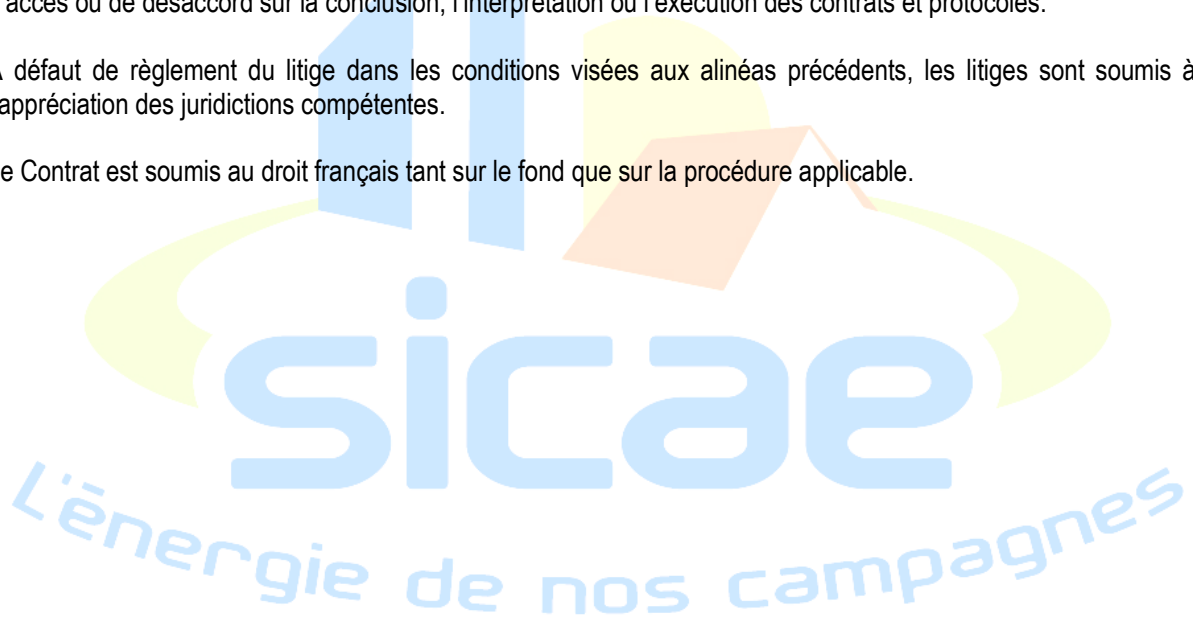 accès ou de désaccord sur la conclusion, l'interprétation ou l'exécution des contrats et protocoles.
défaut de règlement du litige dans les conditions visées aux alinéas précédents, les litiges sont soumis à
appréciation des juridictions compétentes.
e Contrat est soumis au droit français tant sur le fond que sur la procédure applicable.
sicae
L'énergie de nos campagnes